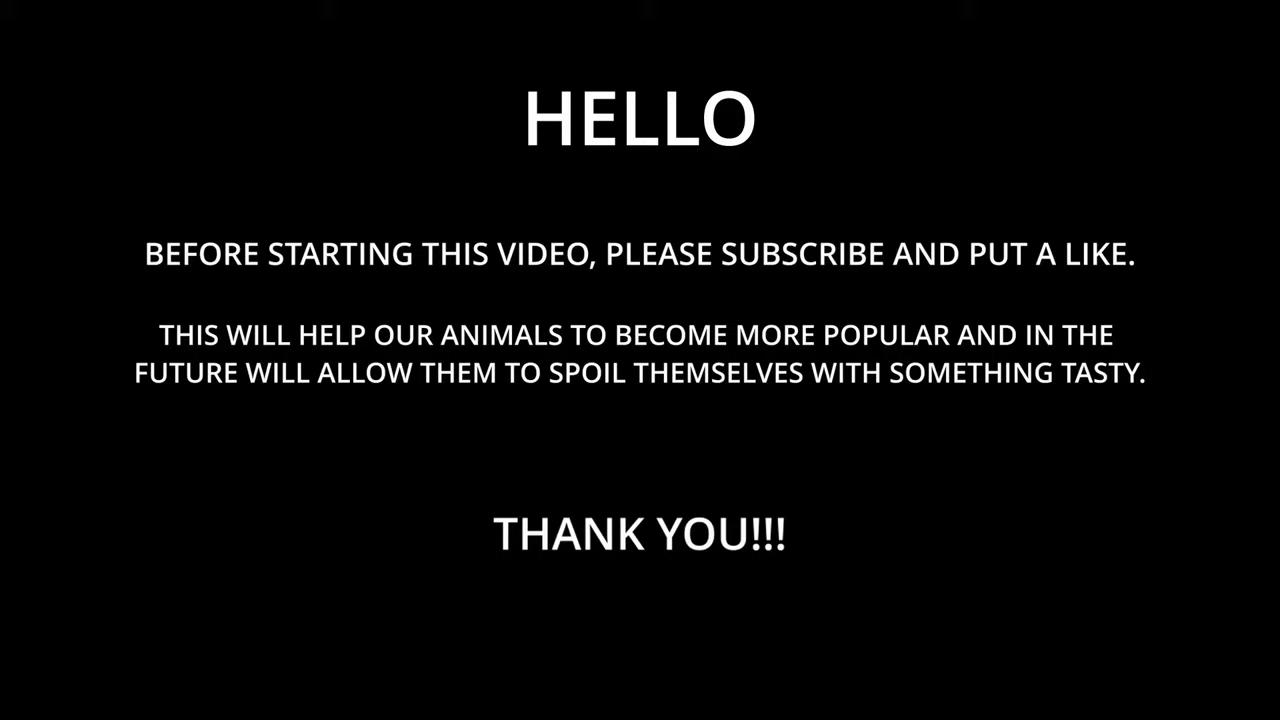 HELLO
BEFORE STARTING THIS VIDEO, PLEASE SUBSCRIBE AND PUT A LIKE.
THIS WILL HELP OUR ANIMALS TO BECOME MORE POPULAR AND IN THE
FUTURE WILL ALLOW THEM TO SPOIL THEMSELVES WITH SOMETHING TASTY.
THANK YOU!!!